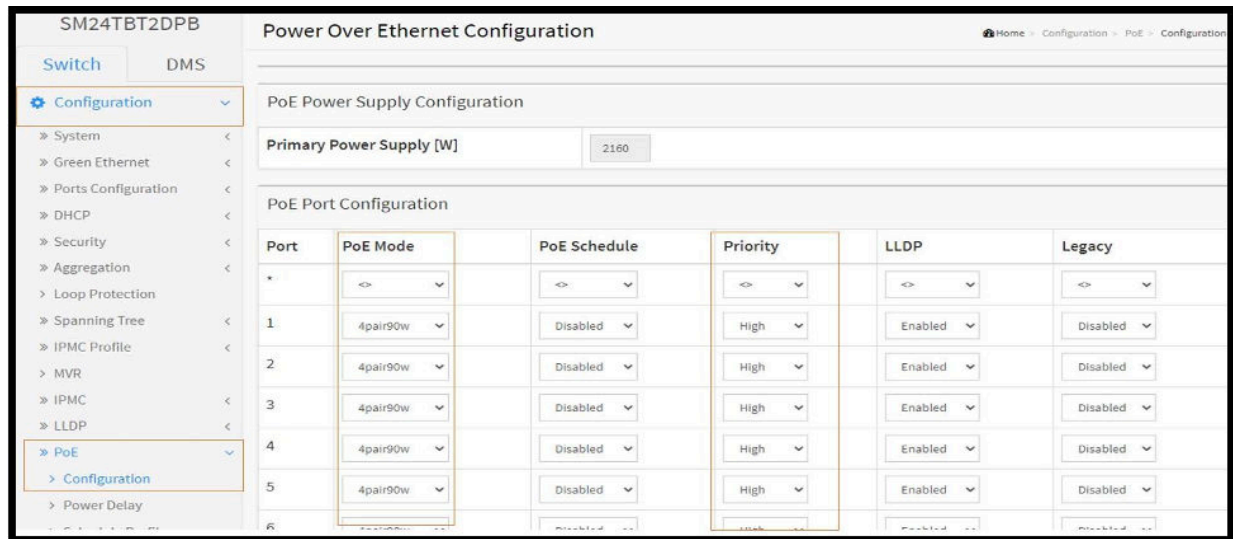 SM24TBT2DPB
Power Over Ethernet Configuration
Home > Configuration > PoE > Configuration
Switch DMS
Configuration
» System
» Green Ethernet
» Ports Configuration
» DHCP
» Security
» Aggregation
> Loop Protection
» Spanning Tree
» IPMC Profile
> MVR
» IPMC
» LLDP
» PoE
> Configuration
> Power Delay
PoE Power Supply Configuration
Primary Power Supply [W] 2160
PoE Port Configuration
Port PoE Mode PoE Schedule Priority LLDP Legacy
* <> <> <> <> <>
1 4pair90w Disabled High Enabled Disabled
2 4pair90w Disabled High Enabled Disabled
3 4pair90w Disabled High Enabled Disabled
4 4pair90w Disabled High Enabled Disabled
5 4pair90w Disabled High Enabled Disabled
6